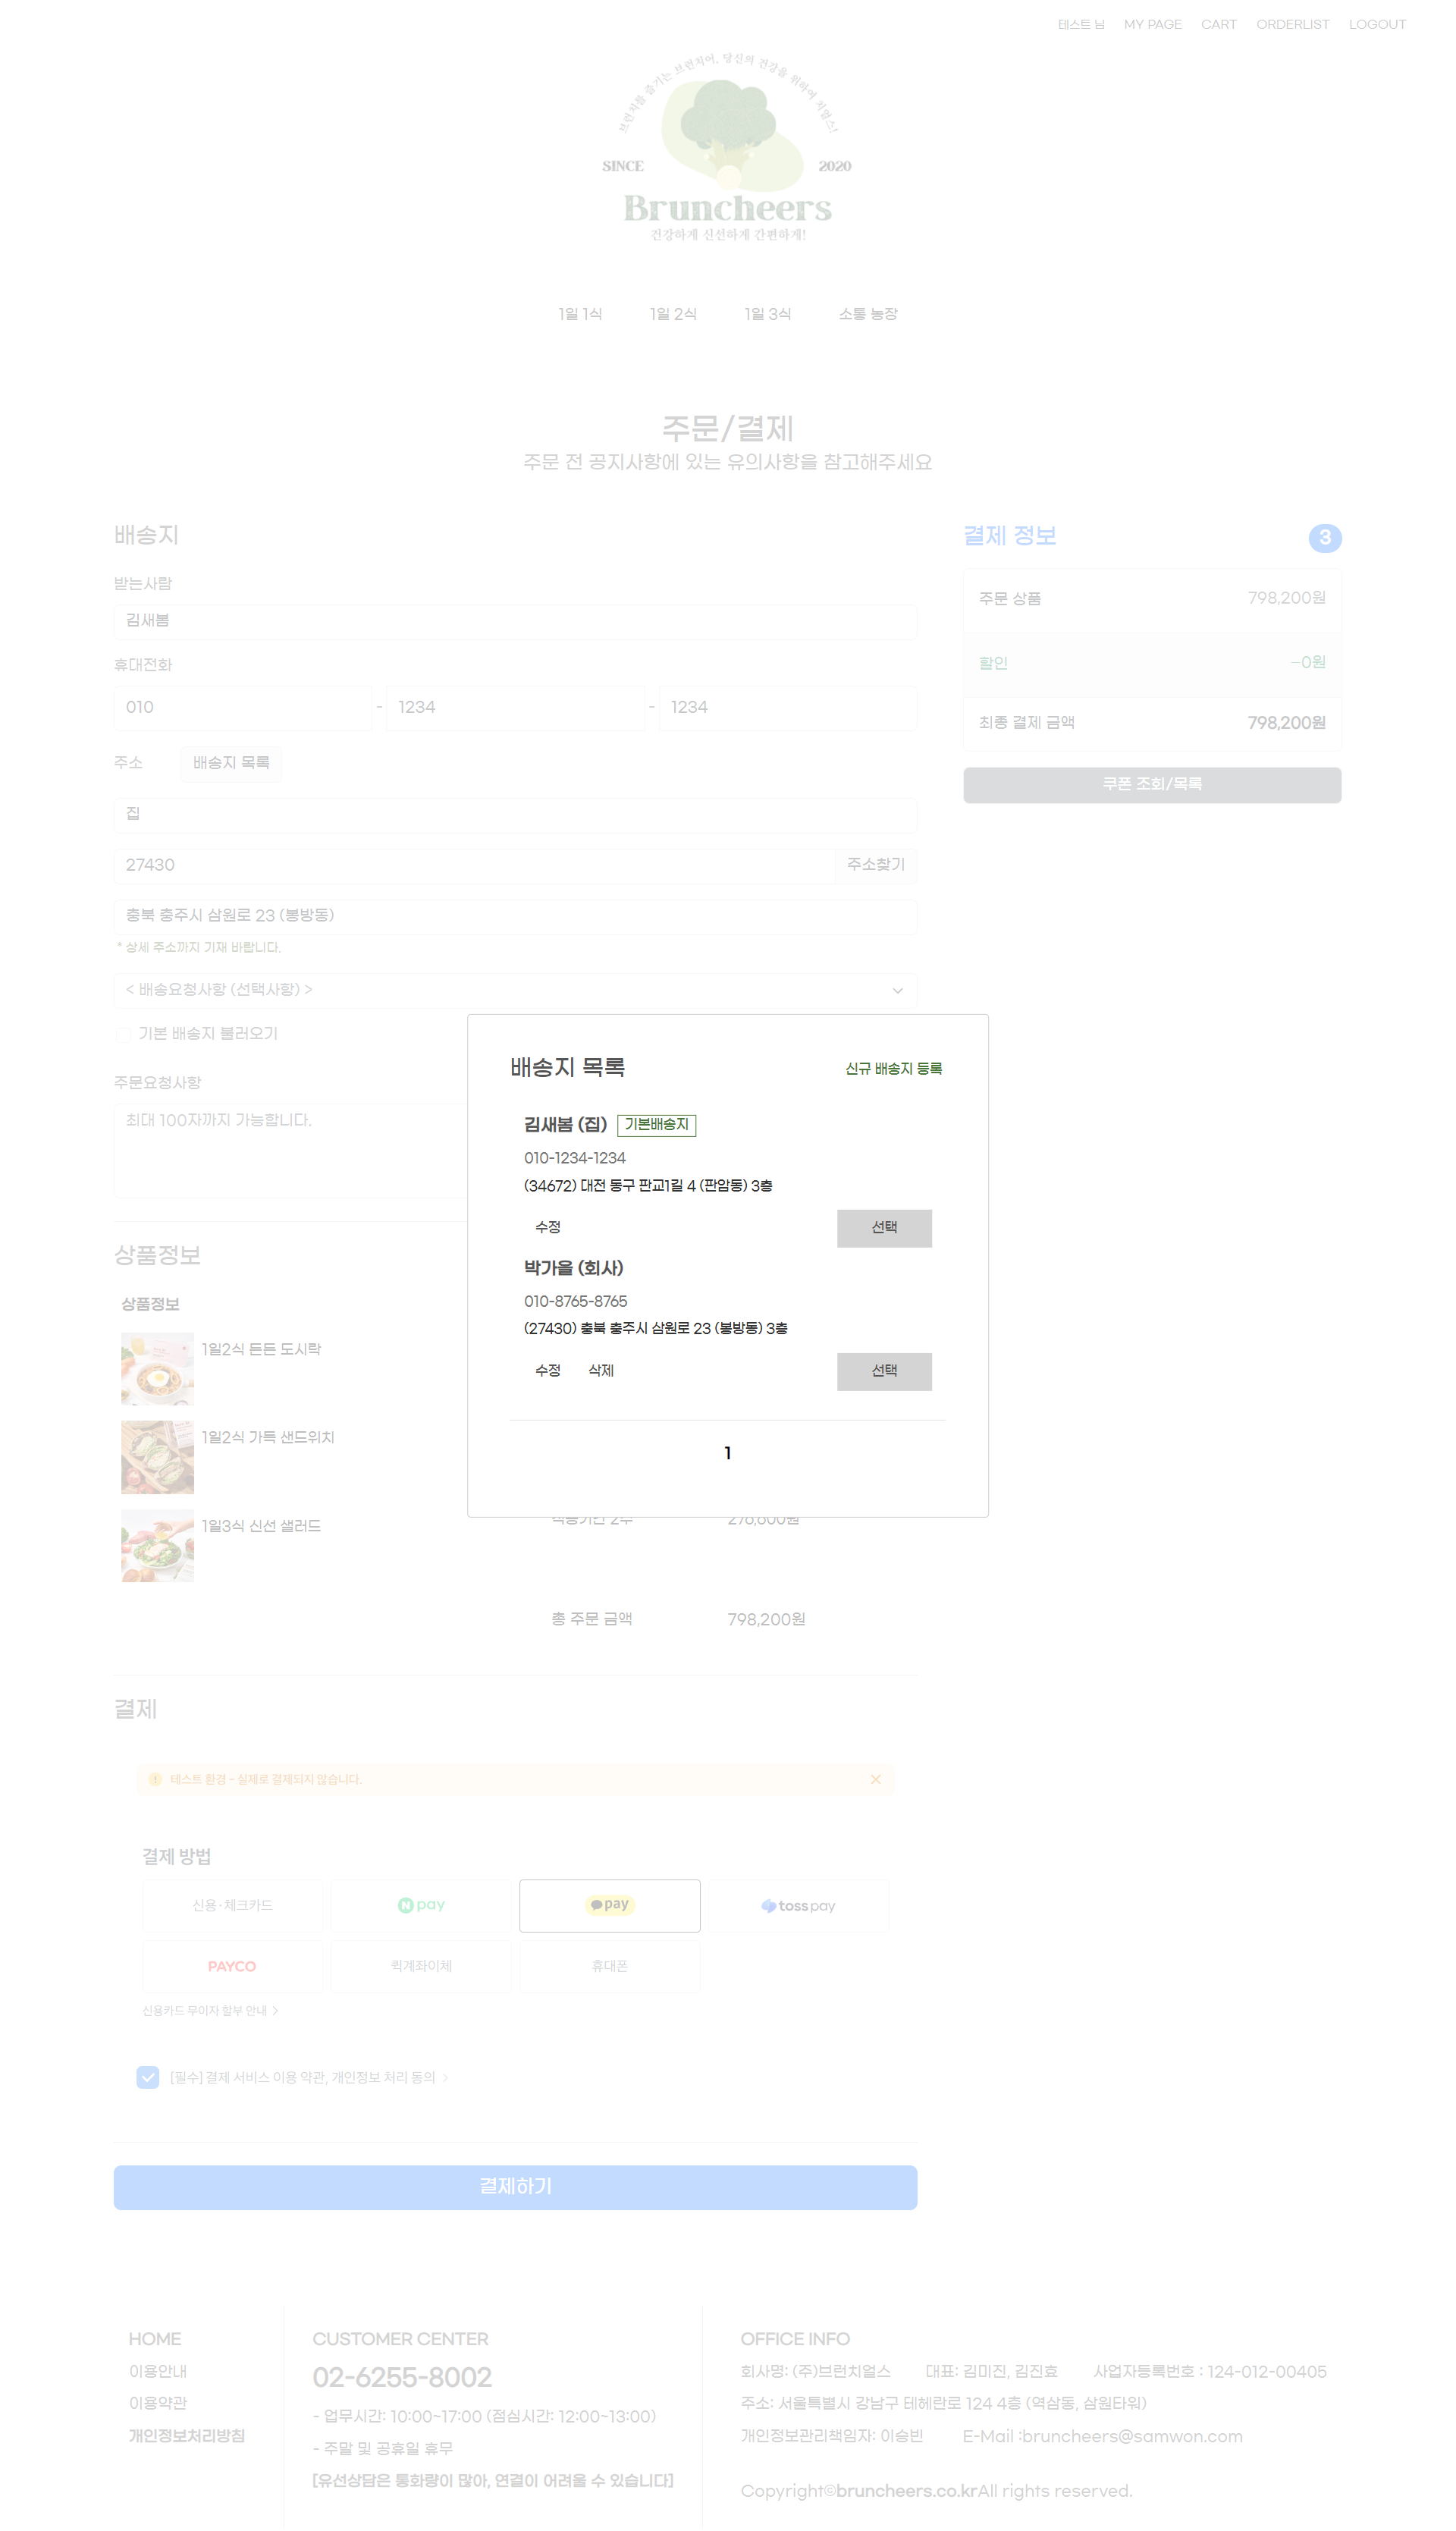 테스트 님 MY PAGE CART ORDERLIST LOGOUT
브런치를 즐기는 브런치어, 당신의 건강을 위하여 치얼스!
SINCE 2020
Bruncheers
건강하게 신선하게 간편하게!
1일 1식 1일 2식 1일 3식 소통 농장
주문/결제
주문 전 공지사항에 있는 유의사항을 참고해주세요
배송지
받는사람
김새봄
휴대전화
010 - 1234 - 1234
주소 배송지 목록
집
27430 주소찾기
충북 충주시 삼원로 23 (봉방동)
* 상세 주소까지 기재 바랍니다.
< 배송요청사항 (선택사항) >
기본 배송지 불러오기
주문요청사항
최대 100자까지 가능합니다.
결제 정보 3
주문 상품 798,200원
할인 −0원
최종 결제 금액 798,200원
쿠폰 조회/목록
배송지 목록 신규 배송지 등록
김새봄 (집) 기본배송지
010-1234-1234
(34672) 대전 동구 판교1길 4 (판암동) 3층
수정 선택
박가을 (회사)
010-8765-8765
(27430) 충북 충주시 삼원로 23 (봉방동) 3층
수정 삭제 선택
1
상품정보
상품정보
1일2식 든든 도시락
1일2식 가득 샌드위치
1일3식 신선 샐러드
식품기간 2주 276,600원
총 주문 금액 798,200원
결제
테스트 환경 - 실제로 결제되지 않습니다.
결제 방법
신용·체크카드 N pay pay toss pay
PAYCO 퀵계좌이체 휴대폰
신용카드 무이자 할부 안내 >
[필수] 결제 서비스 이용 약관, 개인정보 처리 동의 >
결제하기
HOME
이용안내
이용약관
개인정보처리방침
CUSTOMER CENTER
02-6255-8002
- 업무시간: 10:00~17:00 (점심시간: 12:00~13:00)
- 주말 및 공휴일 휴무
[유선상담은 통화량이 많아, 연결이 어려울 수 있습니다]
OFFICE INFO
회사명: (주)브런치얼스 대표: 김미진, 김진효 사업자등록번호 : 124-012-00405
주소: 서울특별시 강남구 테헤란로 124 4층 (역삼동, 삼원타워)
개인정보관리책임자: 이승빈 E-Mail :bruncheers@samwon.com
Copyright©bruncheers.co.krAll rights reserved.